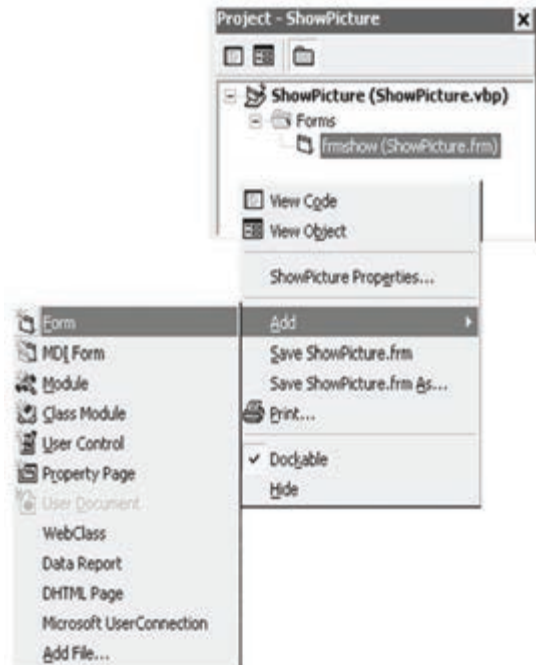 Project - ShowPicture
ShowPicture (ShowPicture.vbp)
Forms
frmshow (ShowPicture.frm)
View Code
View Object
ShowPicture Properties...
Add
Save ShowPicture.frm
Save ShowPicture.frm As...
Print...
Dockable
Hide
Form
MDI Form
Module
Class Module
User Control
Property Page
User Document
WebClass
Data Report
DHTML Page
Microsoft UserConnection
Add File...